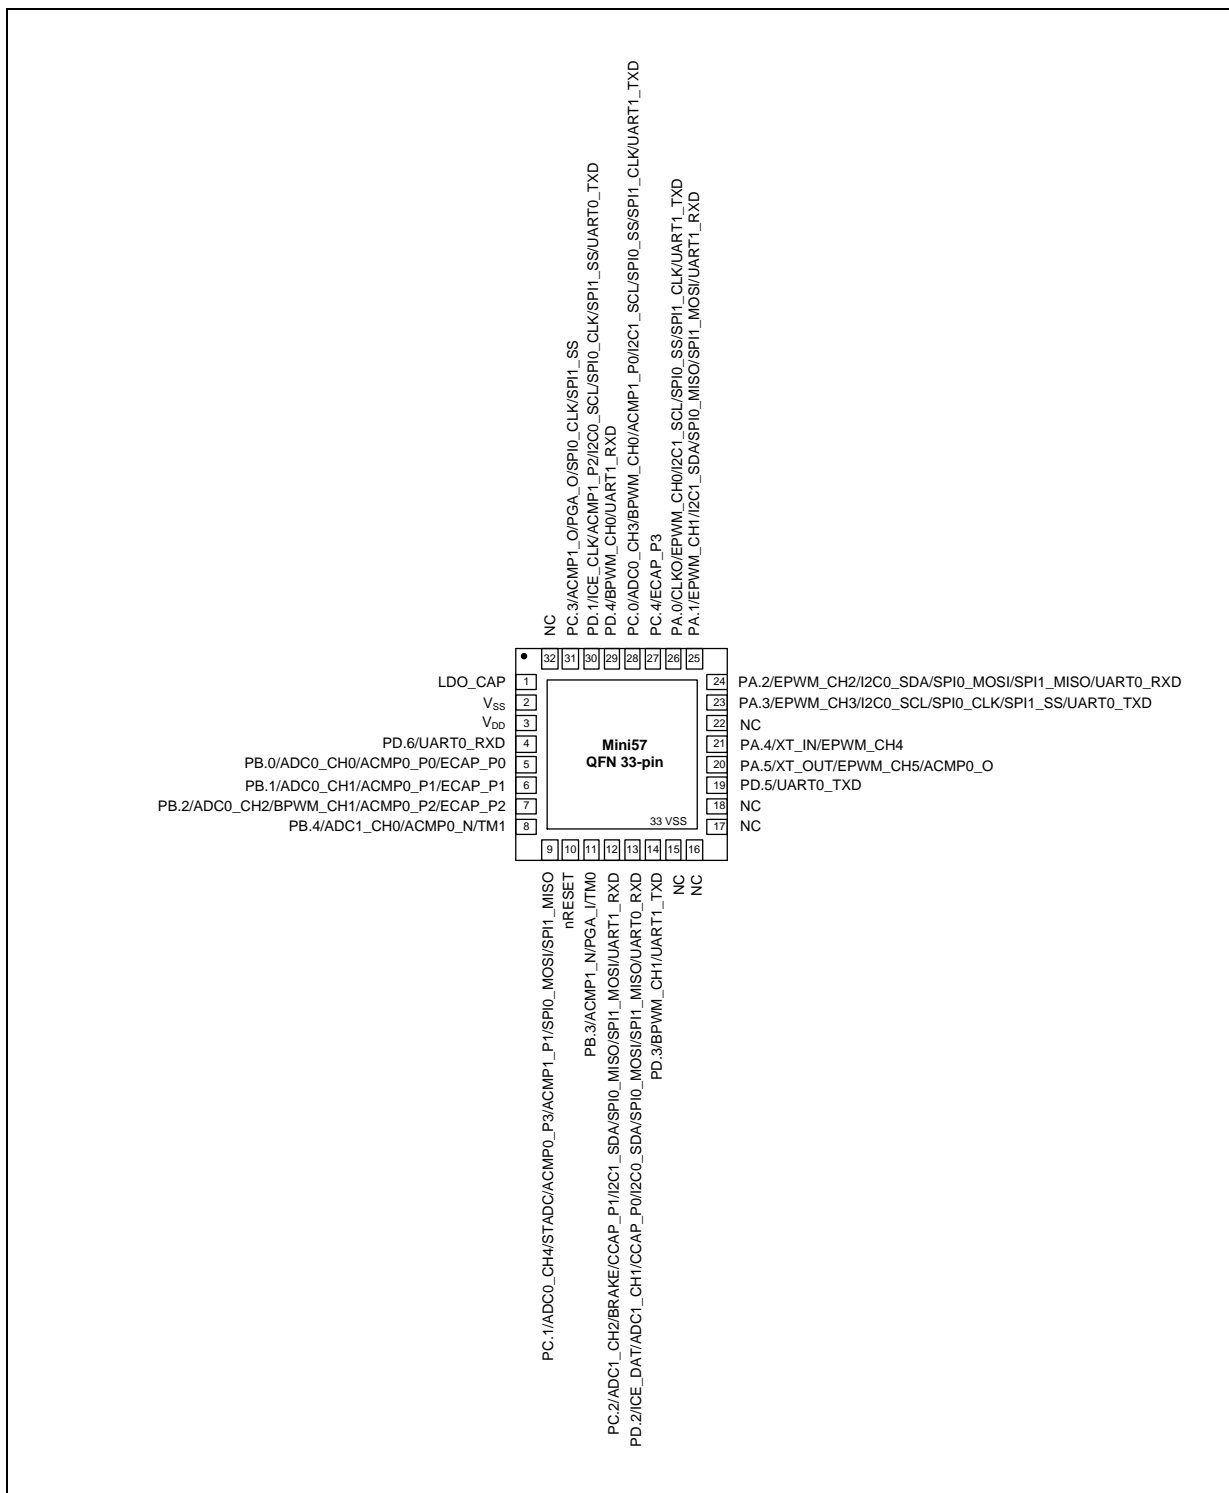 NC
PC.3/ACMP1_O/PGA_O/SPI0_CLK/SPI1_SS
PD.1/ICE_CLK/ACMP1_P2/I2C0_SCL/SPI0_CLK/SPI1_SS/UART0_TXD
PD.4/BPWM_CH0/UART1_RXD
PC.0/ADC0_CH3/BPWM_CH0/ACMP1_P0/I2C1_SCL/SPI0_SS/SPI1_CLK/UART1_TXD
PC.4/ECAP_P3
PA.0/CLKO/EPWM_CH0/I2C1_SCL/SPI0_SS/SPI1_CLK/UART1_TXD
PA.1/EPWM_CH1/I2C1_SDA/SPI0_MISO/SPI1_MOSI/UART1_RXD
32 31 30 29 28 27 26 25
LDO_CAP 1
VSS 2
VDD 3
PD.6/UART0_RXD 4
PB.0/ADC0_CH0/ACMP0_P0/ECAP_P0 5
PB.1/ADC0_CH1/ACMP0_P1/ECAP_P1 6
PB.2/ADC0_CH2/BPWM_CH1/ACMP0_P2/ECAP_P2 7
PB.4/ADC1_CH0/ACMP0_N/TM1 8
Mini57
QFN 33-pin
33 VSS
24 PA.2/EPWM_CH2/I2C0_SDA/SPI0_MOSI/SPI1_MISO/UART0_RXD
23 PA.3/EPWM_CH3/I2C0_SCL/SPI0_CLK/SPI1_SS/UART0_TXD
22 NC
21 PA.4/XT_IN/EPWM_CH4
20 PA.5/XT_OUT/EPWM_CH5/ACMP0_O
19 PD.5/UART0_TXD
18 NC
17 NC
9 10 11 12 13 14 15 16
PC.1/ADC0_CH4/STADC/ACMP0_P3/ACMP1_P1/SPI0_MOSI/SPI1_MISO
nRESET
PB.3/ACMP1_N/PGA_I/TM0
PC.2/ADC1_CH2/BRAKE/CCAP_P1/I2C1_SDA/SPI0_MISO/SPI1_MOSI/UART1_RXD
PD.2/ICE_DAT/ADC1_CH1/CCAP_P0/I2C0_SDA/SPI0_MOSI/SPI1_MISO/UART0_RXD
PD.3/BPWM_CH1/UART1_TXD
NC
NC